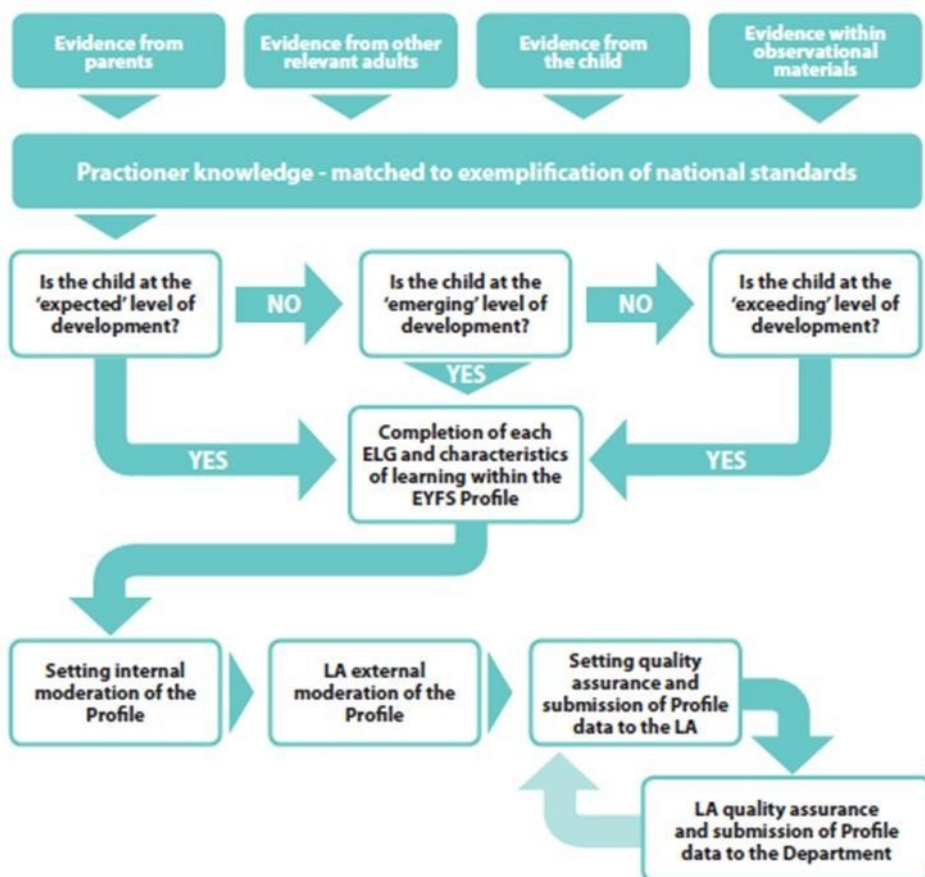 Evidence from
parents
Evidence from other
relevant adults
Evidence from
the child
Evidence within
observational
materials
Practioner knowledge - matched to exemplification of national standards
Is the child at the
'expected' level of
development?
NO
Is the child at the
'emerging' level of
development?
NO
Is the child at the
'exceeding' level of
development?
YES
YES
YES
Completion of each
ELG and characteristics
of learning within the
EYFS Profile
Setting internal
moderation of the
Profile
LA external
moderation of the
Profile
Setting quality
assurance and
submission of Profile
data to the LA
LA quality assurance
and submission of Profile
data to the Department